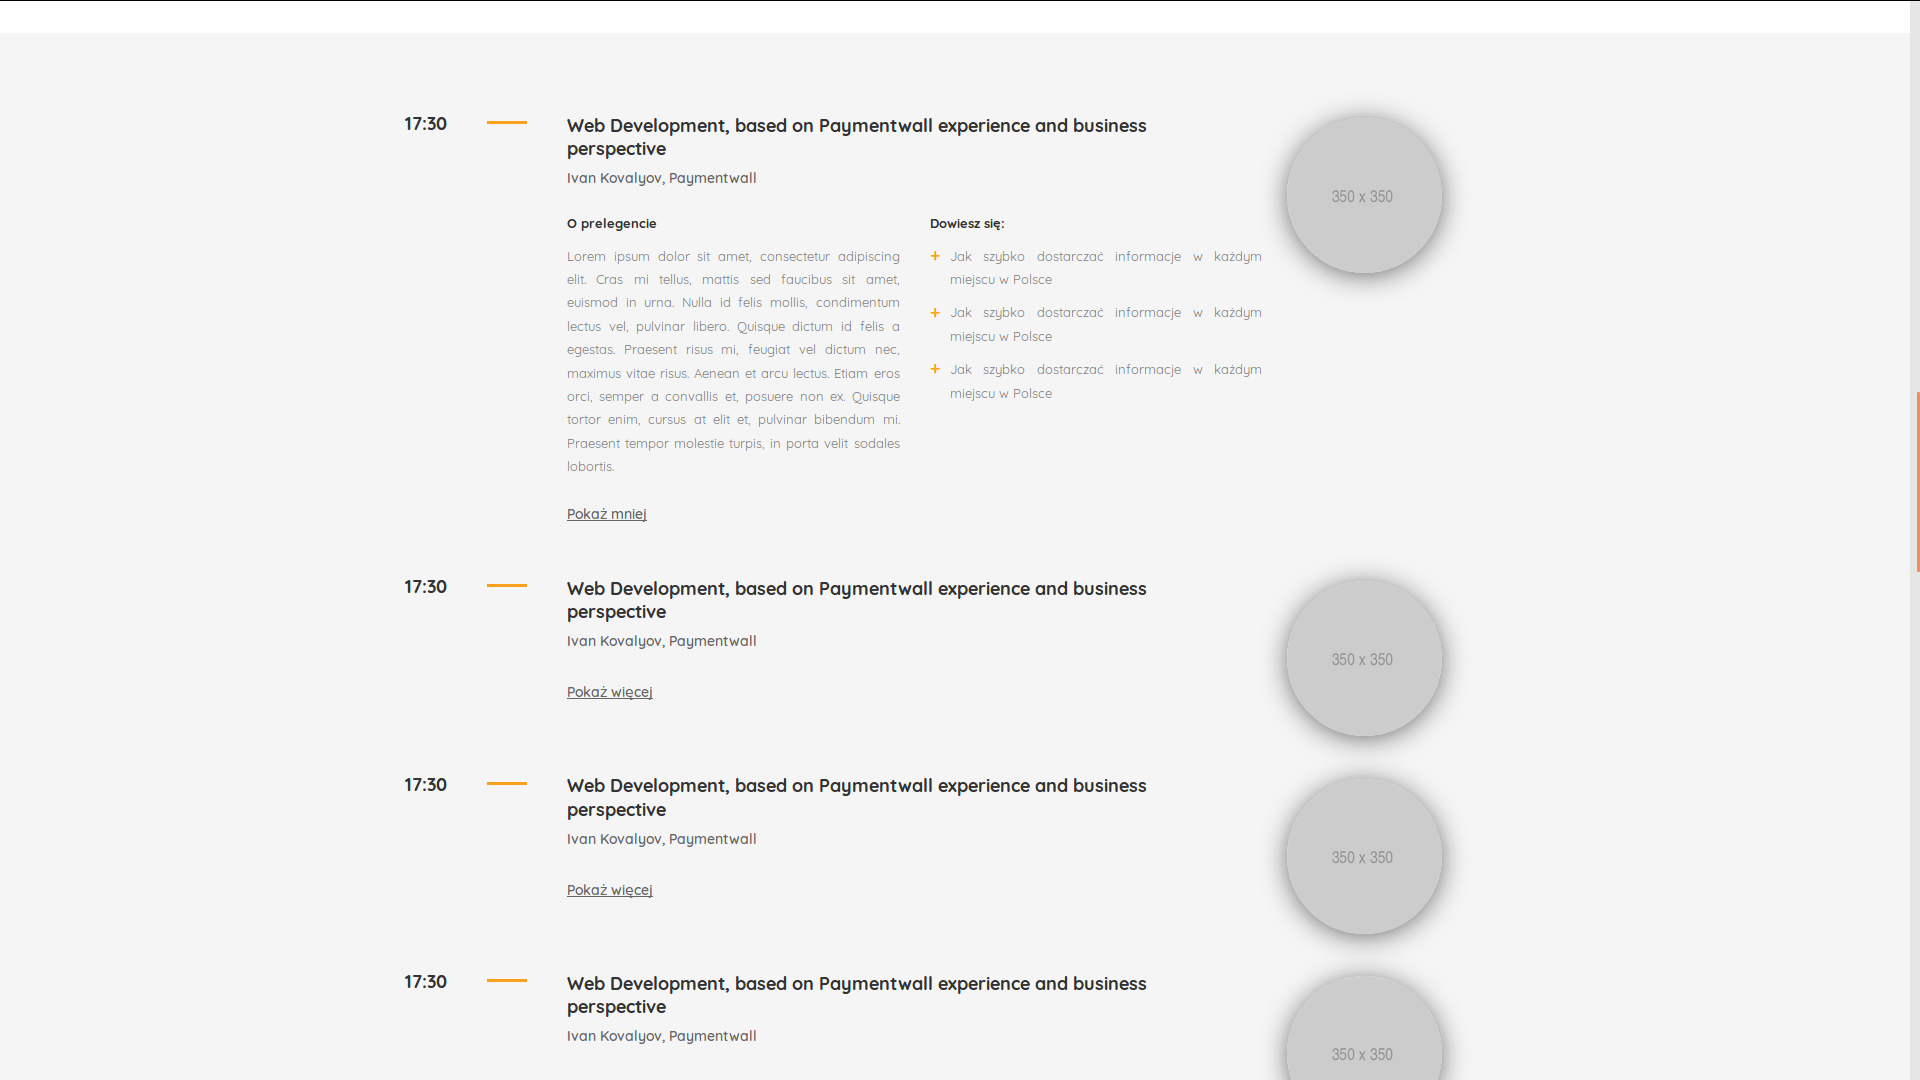 17:30
Web Development, based on Paymentwall experience and business
perspective
Ivan Kovalyov, Paymentwall
350 x 350
O prelegencie
Lorem ipsum dolor sit amet, consectetur adipiscing
elit. Cras mi tellus, mattis sed faucibus sit amet,
euismod in urna. Nulla id felis mollis, condimentum
lectus vel, pulvinar libero. Quisque dictum id felis a
egestas. Praesent risus mi, feugiat vel dictum nec,
maximus vitae risus. Aenean et arcu lectus. Etiam eros
orci, semper a convallis et, posuere non ex. Quisque
tortor enim, cursus at elit et, pulvinar bibendum mi.
Praesent tempor molestie turpis, in porta velit sodales
lobortis.
Dowiesz się:
+ Jak szybko dostarczać informacje w każdym
miejscu w Polsce
+ Jak szybko dostarczać informacje w każdym
miejscu w Polsce
+ Jak szybko dostarczać informacje w każdym
miejscu w Polsce
Pokaż mniej
17:30
Web Development, based on Paymentwall experience and business
perspective
Ivan Kovalyov, Paymentwall
350 x 350
Pokaż więcej
17:30
Web Development, based on Paymentwall experience and business
perspective
Ivan Kovalyov, Paymentwall
350 x 350
Pokaż więcej
17:30
Web Development, based on Paymentwall experience and business
perspective
Ivan Kovalyov, Paymentwall
350 x 350